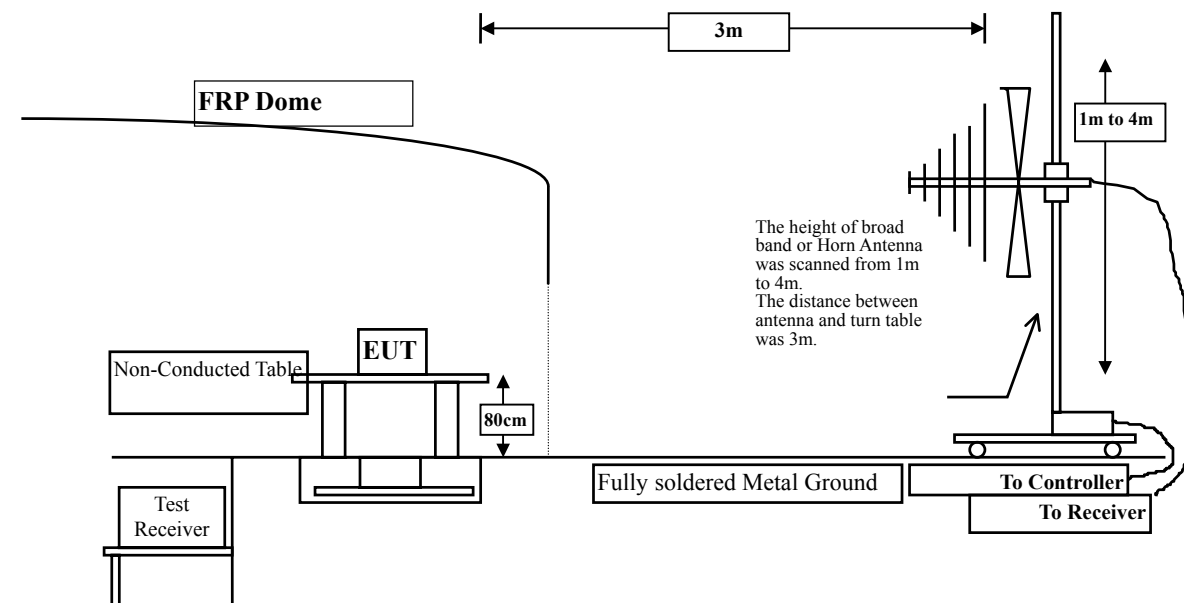 3m
FRP Dome
1m to 4m
The height of broad
band or Horn Antenna
was scanned from 1m
to 4m.
The distance between
antenna and turn table
was 3m.
EUT
Non-Conducted Table
80cm
Fully soldered Metal Ground
To Controller
To Receiver
Test
Receiver